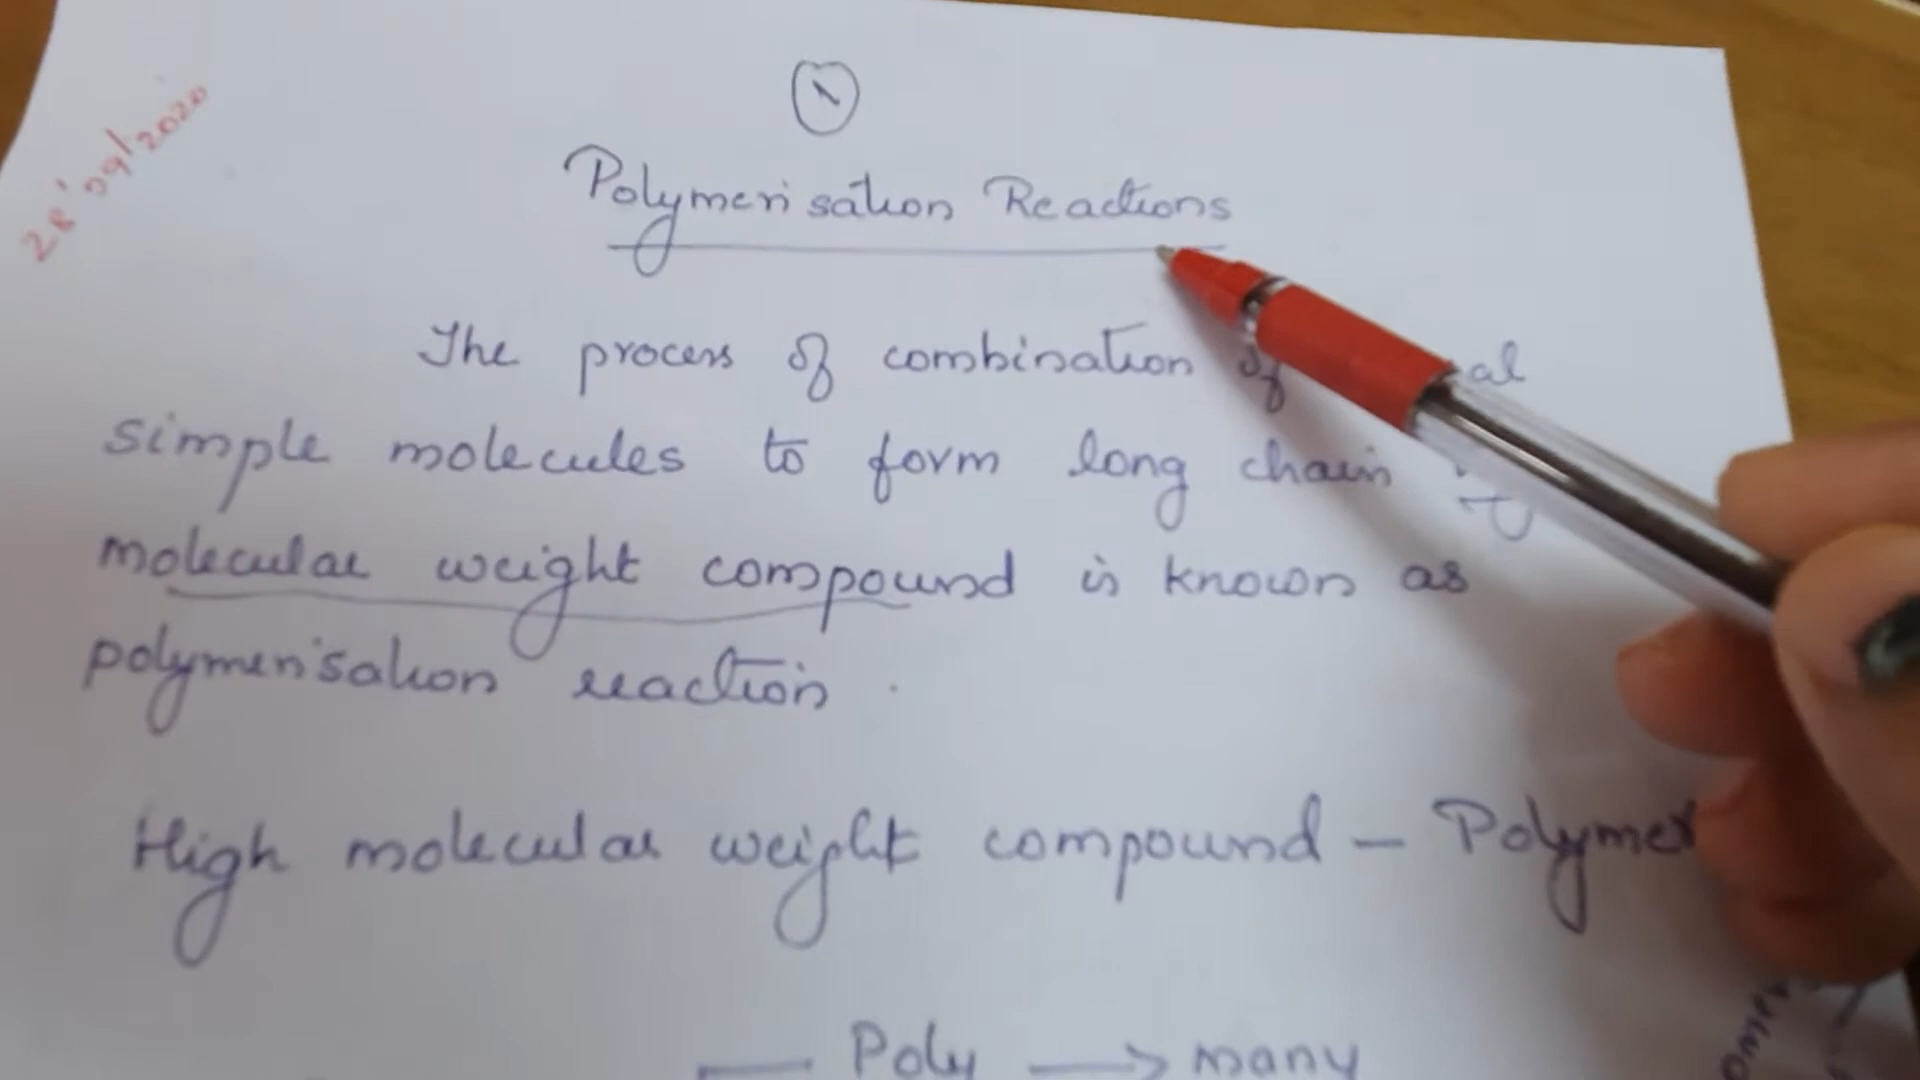 1
28/09/2020
Polymerisation Reactions
The process of combination of
simple molecules to form long chain
molecular weight compound is known as
polymerisation reaction.
High molecular weight compound – Polymer
— Poly → many